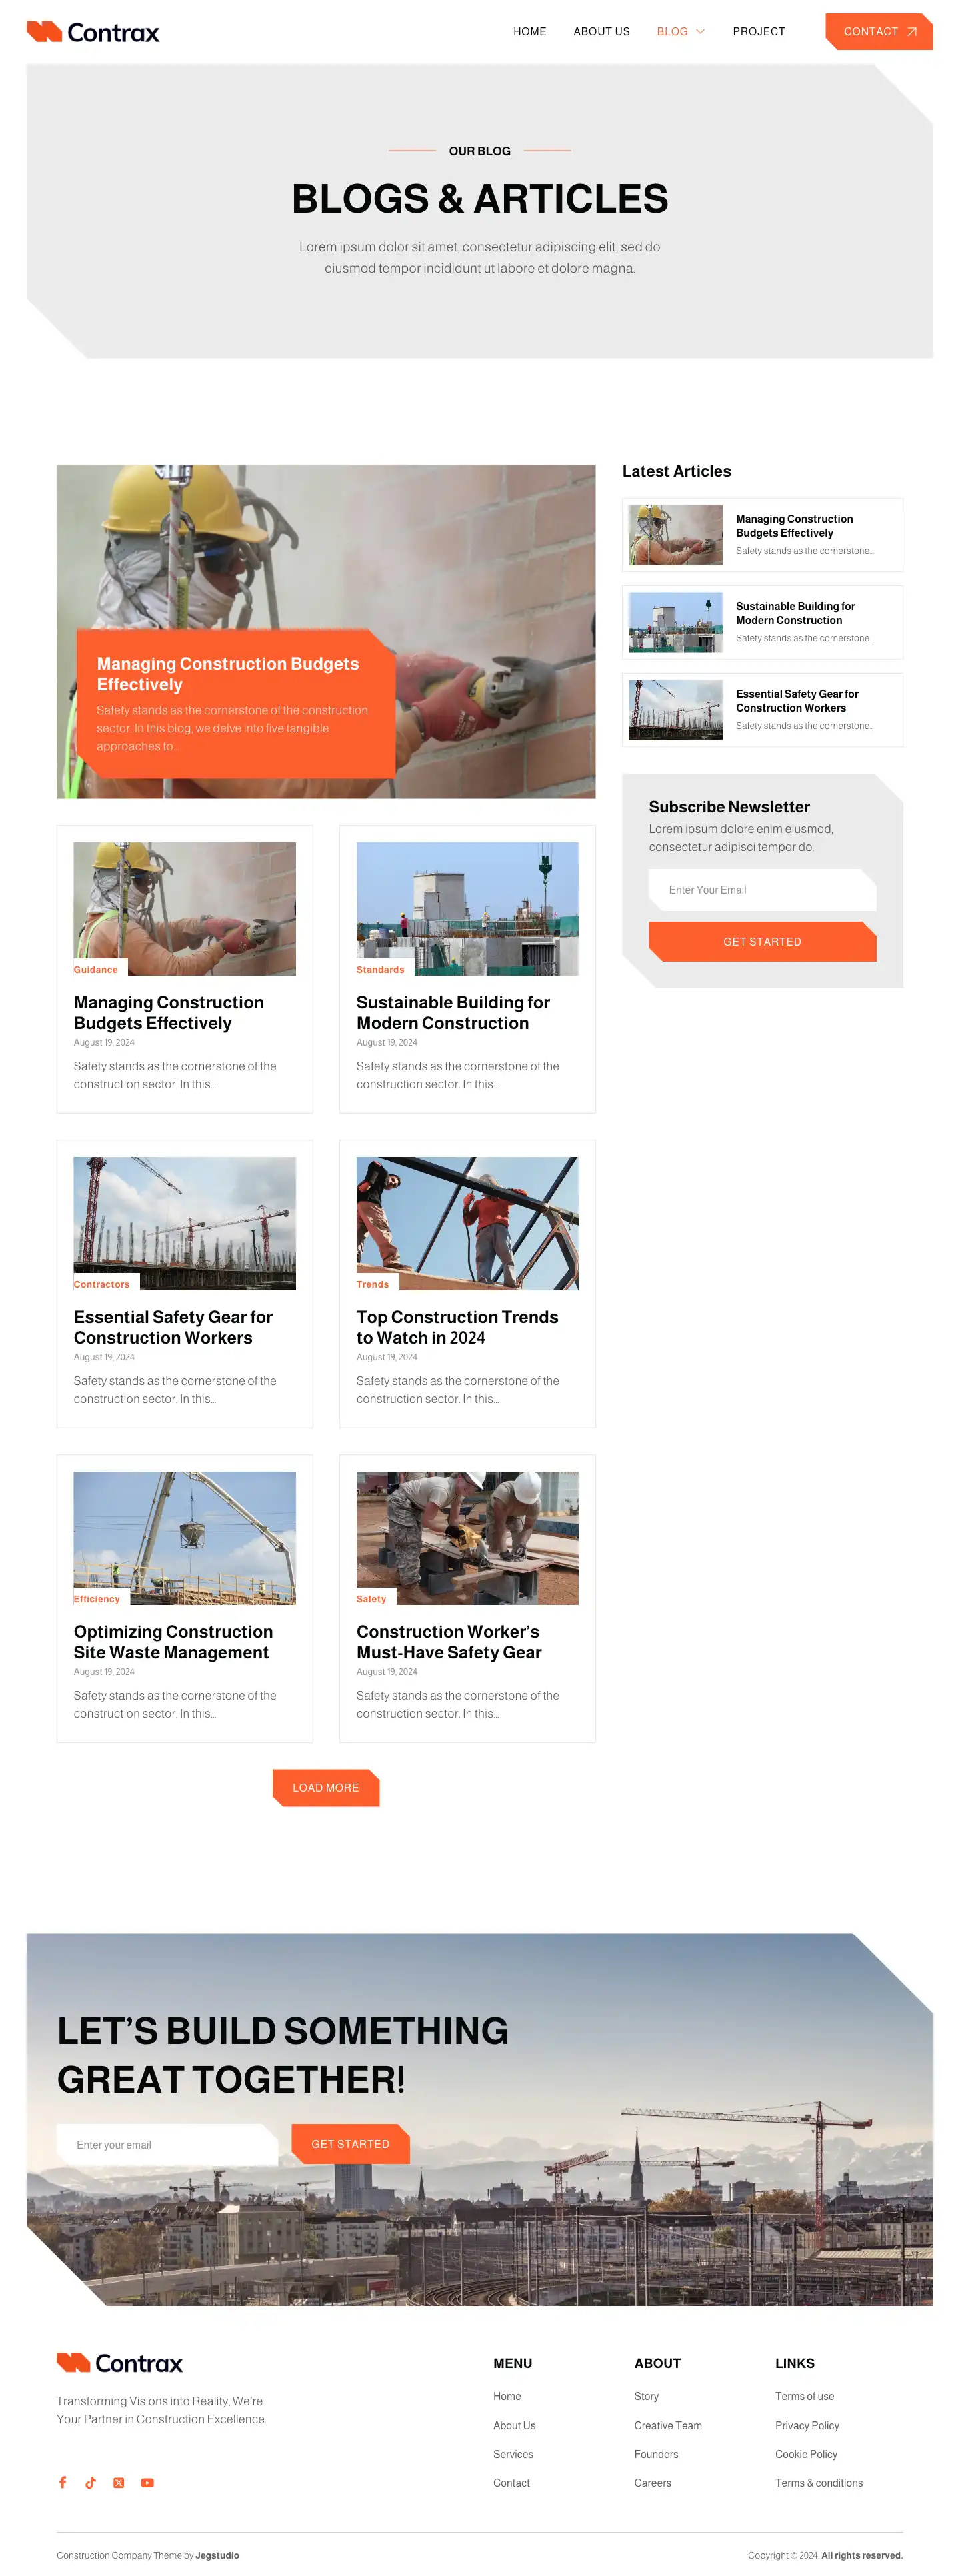 Contrax
HOME
ABOUT US
BLOG
PROJECT
CONTACT
OUR BLOG
BLOGS & ARTICLES
Lorem ipsum dolor sit amet, consectetur adipiscing elit, sed do
eiusmod tempor incididunt ut labore et dolore magna.
Managing Construction Budgets
Effectively
Safety stands as the cornerstone of the construction
sector. In this blog, we delve into five tangible
approaches to...
Latest Articles
Managing Construction
Budgets Effectively
Safety stands as the cornerstone...
Sustainable Building for
Modern Construction
Safety stands as the cornerstone...
Essential Safety Gear for
Construction Workers
Safety stands as the cornerstone...
Subscribe Newsletter
Lorem ipsum dolore enim eiusmod,
consectetur adipisci tempor do.
Enter Your Email
GET STARTED
Guidance
Managing Construction
Budgets Effectively
August 19, 2024
Safety stands as the cornerstone of the
construction sector. In this...
Standards
Sustainable Building for
Modern Construction
August 19, 2024
Safety stands as the cornerstone of the
construction sector. In this...
Contractors
Essential Safety Gear for
Construction Workers
August 19, 2024
Safety stands as the cornerstone of the
construction sector. In this...
Trends
Top Construction Trends
to Watch in 2024
August 19, 2024
Safety stands as the cornerstone of the
construction sector. In this...
Efficiency
Optimizing Construction
Site Waste Management
August 19, 2024
Safety stands as the cornerstone of the
construction sector. In this...
Safety
Construction Worker's
Must-Have Safety Gear
August 19, 2024
Safety stands as the cornerstone of the
construction sector. In this...
LOAD MORE
LET'S BUILD SOMETHING
GREAT TOGETHER!
Enter your email
GET STARTED
Contrax
Transforming Visions into Reality, We're
Your Partner in Construction Excellence.
MENU
Home
About Us
Services
Contact
ABOUT
Story
Creative Team
Founders
Careers
LINKS
Terms of use
Privacy Policy
Cookie Policy
Terms & conditions
Construction Company Theme by Jegstudio
Copyright © 2024. All rights reserved.